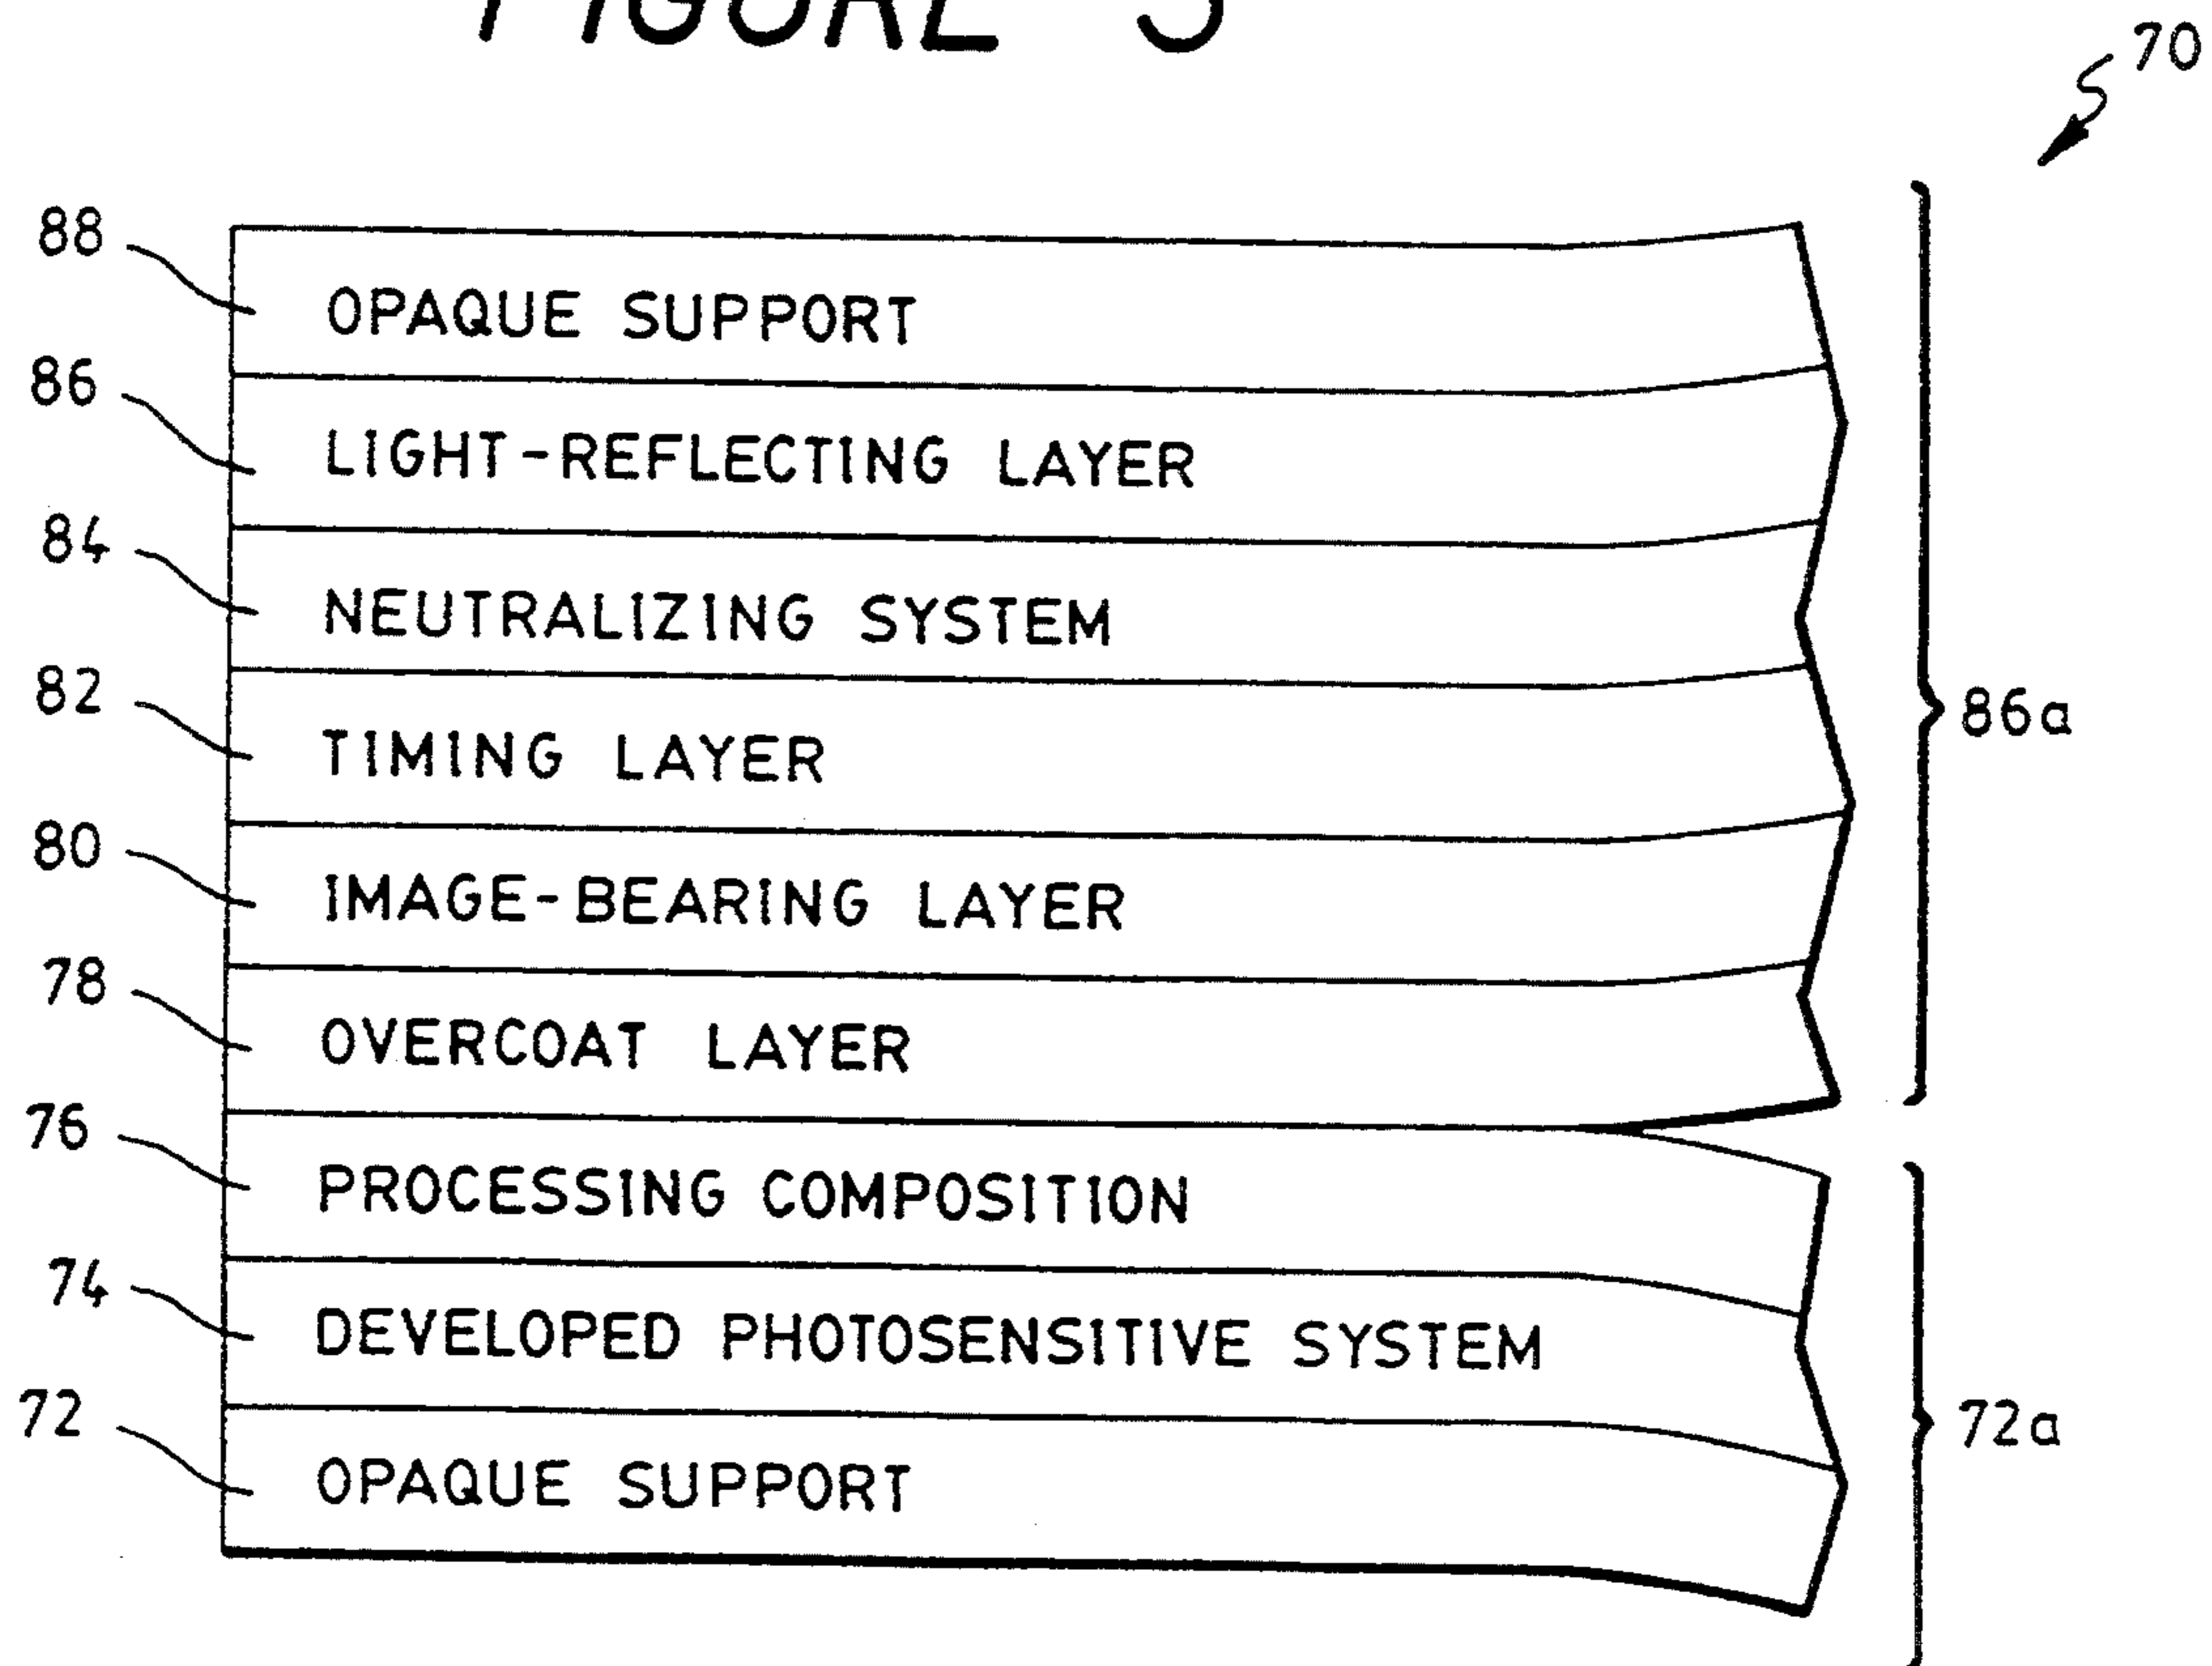 FIGURE
70
88 OPAQUE SUPPORT
86 LIGHT-REFLECTING LAYER
84 NEUTRALIZING SYSTEM
82 TIMING LAYER
86a
80 IMAGE-BEARING LAYER
78 OVERCOAT LAYER
76 PROCESSING COMPOSITION
74 DEVELOPED PHOTOSENSITIVE SYSTEM
72 OPAQUE SUPPORT
72a